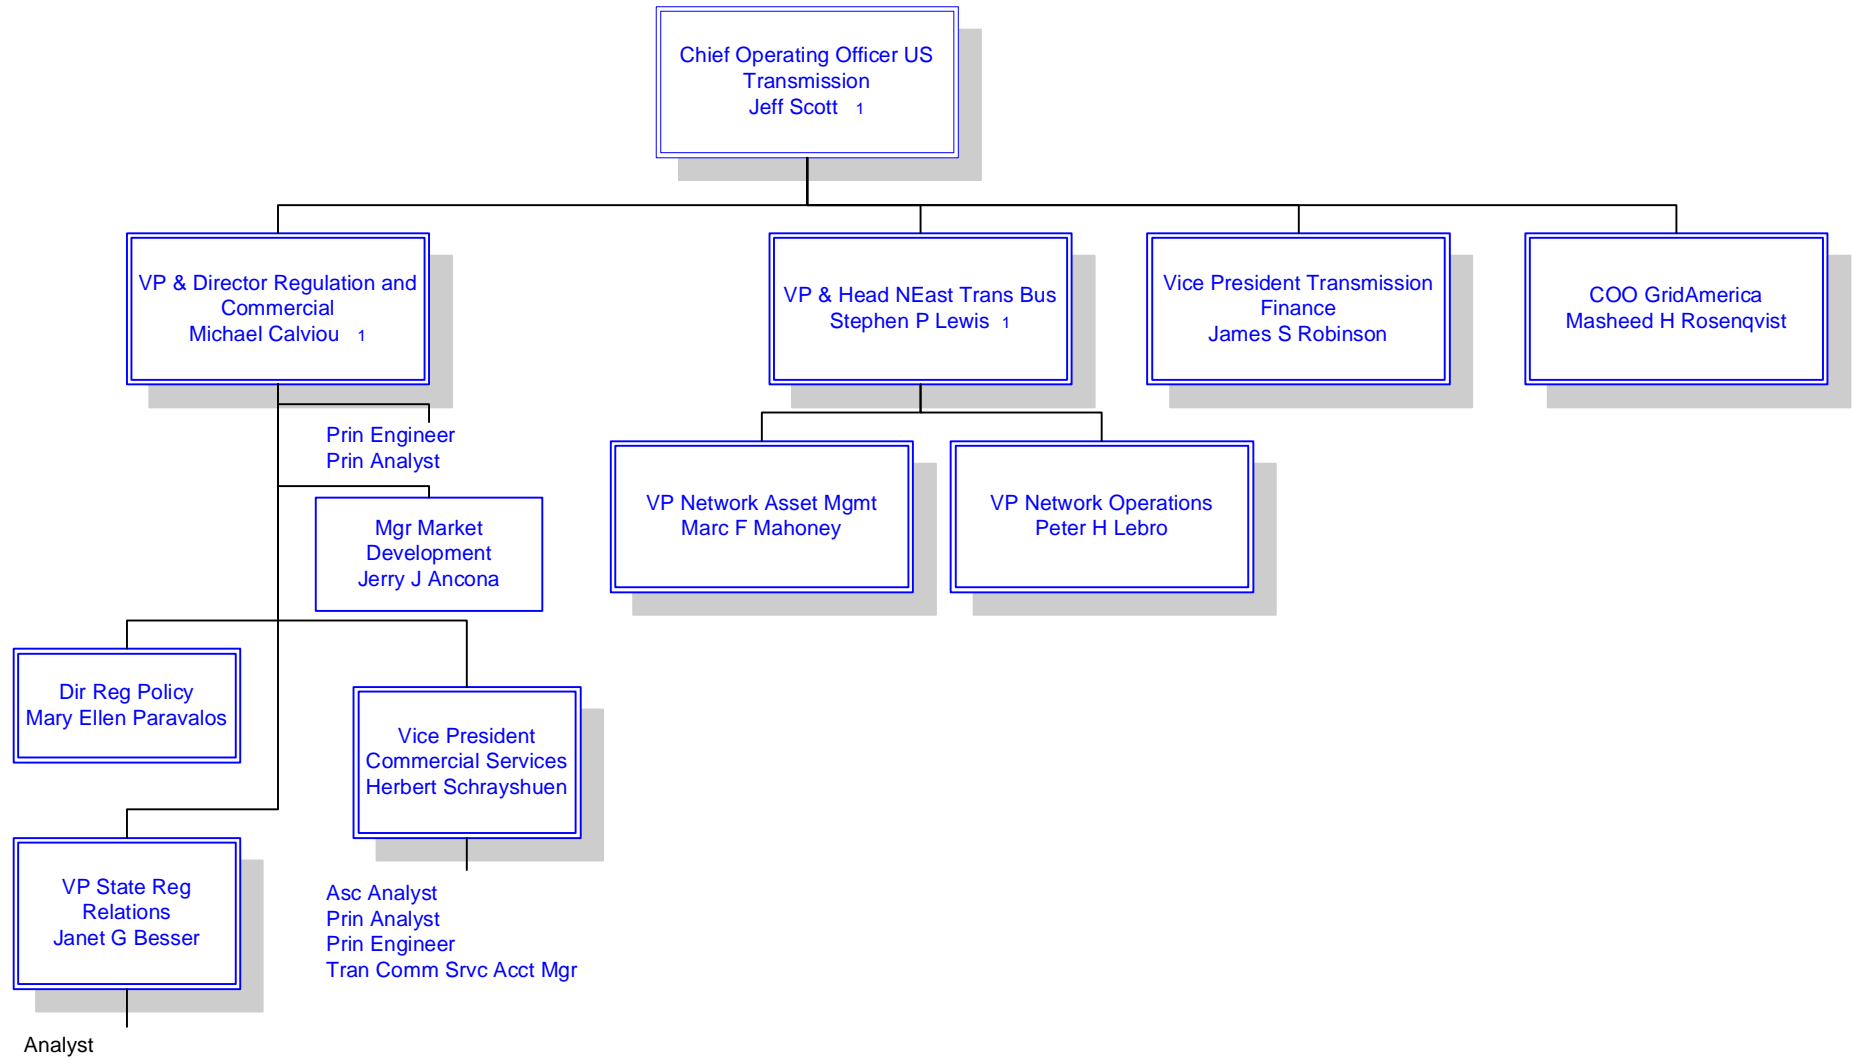 Chief Operating Officer US
Transmission
Jeff Scott 1
VP & Director Regulation and
Commercial
Michael Calviou 1
VP & Head NEast Trans Bus
Stephen P Lewis 1
Vice President Transmission
Finance
James S Robinson
COO GridAmerica
Masheed H Rosenqvist
Prin Engineer
Prin Analyst
Mgr Market
Development
Jerry J Ancona
VP Network Asset Mgmt
Marc F Mahoney
VP Network Operations
Peter H Lebro
Dir Reg Policy
Mary Ellen Paravalos
Vice President
Commercial Services
Herbert Schrayshuen
VP State Reg
Relations
Janet G Besser
Asc Analyst
Prin Analyst
Prin Engineer
Tran Comm Srvc Acct Mgr
Analyst